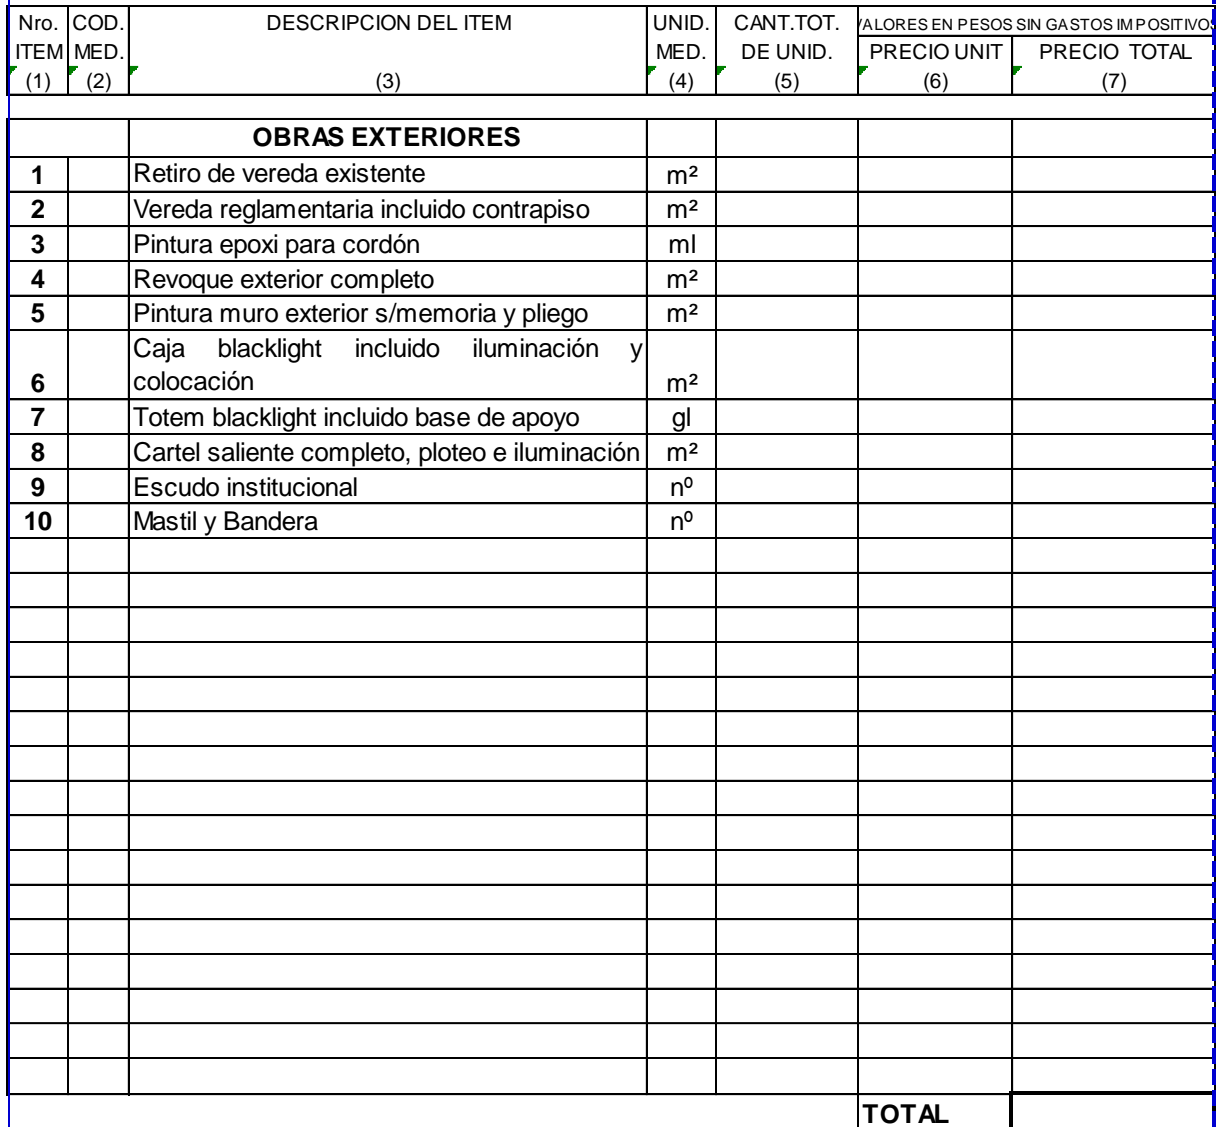 Nro. COD. DESCRIPCION DEL ITEM UNID. CANT.TOT. VALORES EN PESOS SIN GASTOS IMPOSITIVOS
ITEM MED. MED. DE UNID. PRECIO UNIT PRECIO TOTAL
(1) (2) (3) (4) (5) (6) (7)
OBRAS EXTERIORES
1 Retiro de vereda existente m²
2 Vereda reglamentaria incluido contrapiso m²
3 Pintura epoxi para cordón ml
4 Revoque exterior completo m²
5 Pintura muro exterior s/memoria y pliego m²
Caja blacklight incluido iluminación y
6 colocación m²
7 Totem blacklight incluido base de apoyo gl
8 Cartel saliente completo, ploteo e iluminación m²
9 Escudo institucional nº
10 Mastil y Bandera nº
TOTAL